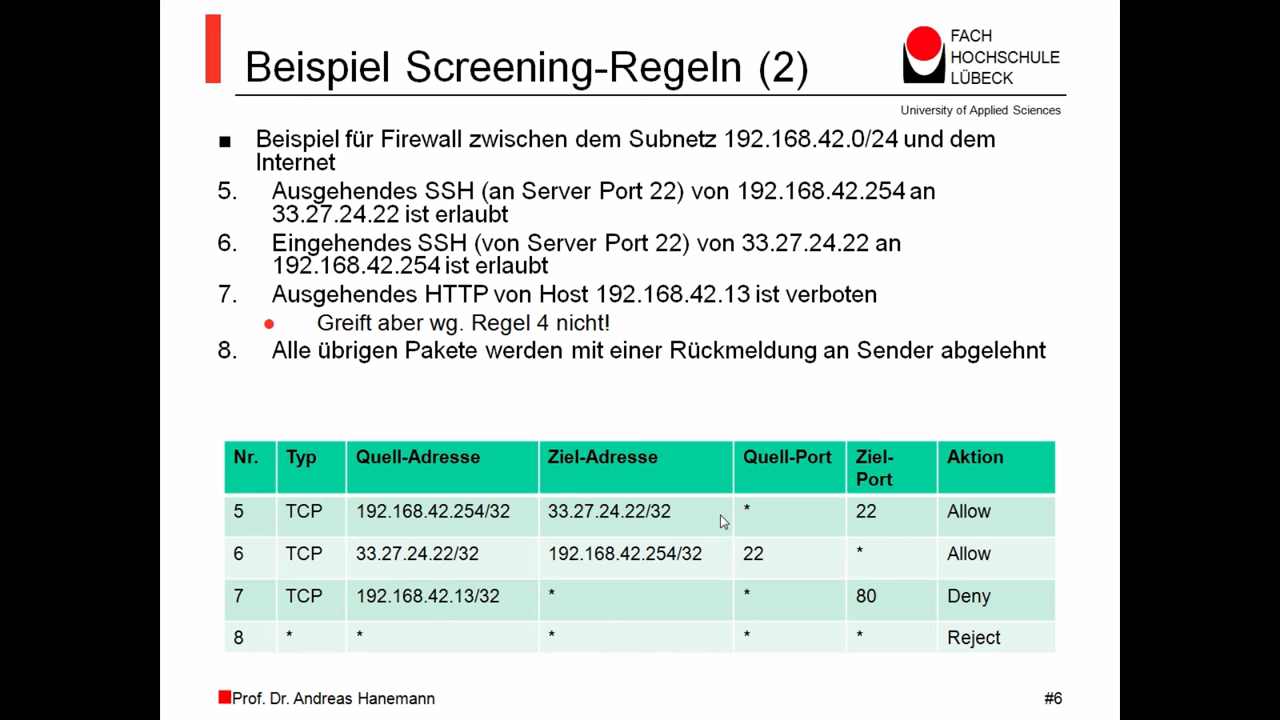 Beispiel Screening-Regeln (2)
FACH
HOCHSCHULE
LÜBECK
University of Applied Sciences
■ Beispiel für Firewall zwischen dem Subnetz 192.168.42.0/24 und dem
Internet
5. Ausgehendes SSH (an Server Port 22) von 192.168.42.254 an
33.27.24.22 ist erlaubt
6. Eingehendes SSH (von Server Port 22) von 33.27.24.22 an
192.168.42.254 ist erlaubt
7. Ausgehendes HTTP von Host 192.168.42.13 ist verboten
● Greift aber wg. Regel 4 nicht!
8. Alle übrigen Pakete werden mit einer Rückmeldung an Sender abgelehnt
Nr. Typ Quell-Adresse Ziel-Adresse Quell-Port Ziel-
Port Aktion
5 TCP 192.168.42.254/32 33.27.24.22/32 * 22 Allow
6 TCP 33.27.24.22/32 192.168.42.254/32 22 * Allow
7 TCP 192.168.42.13/32 * * 80 Deny
8 * * * * * Reject
Prof. Dr. Andreas Hanemann
#6